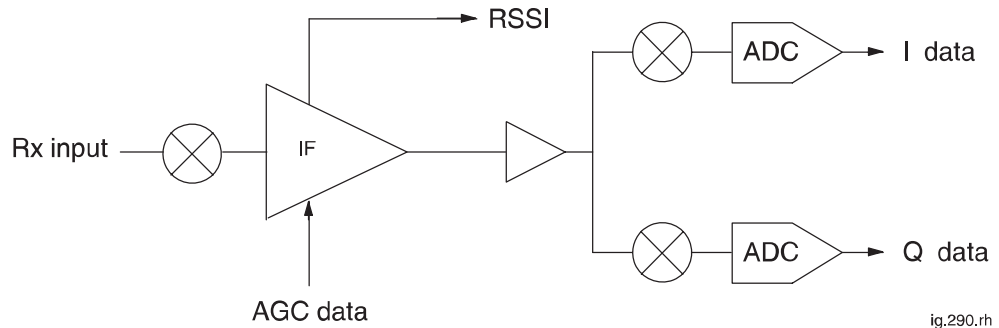 RSSI
ADC
I data
Rx input
IF
ADC
Q data
AGC data
ig.290.rh